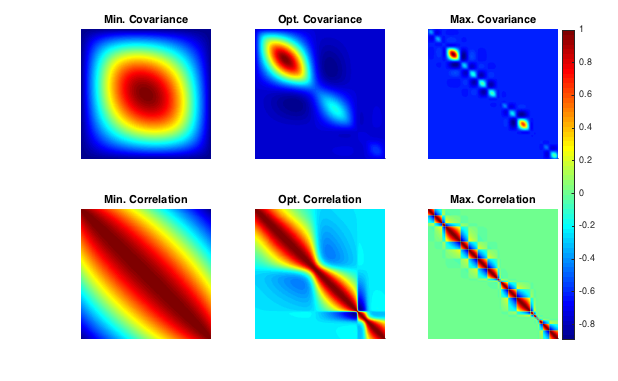 Min. Covariance
Opt. Covariance
Max. Covariance
Min. Correlation
Opt. Correlation
Max. Correlation
1
0.8
0.6
0.4
0.2
0
-0.2
-0.4
-0.6
-0.8